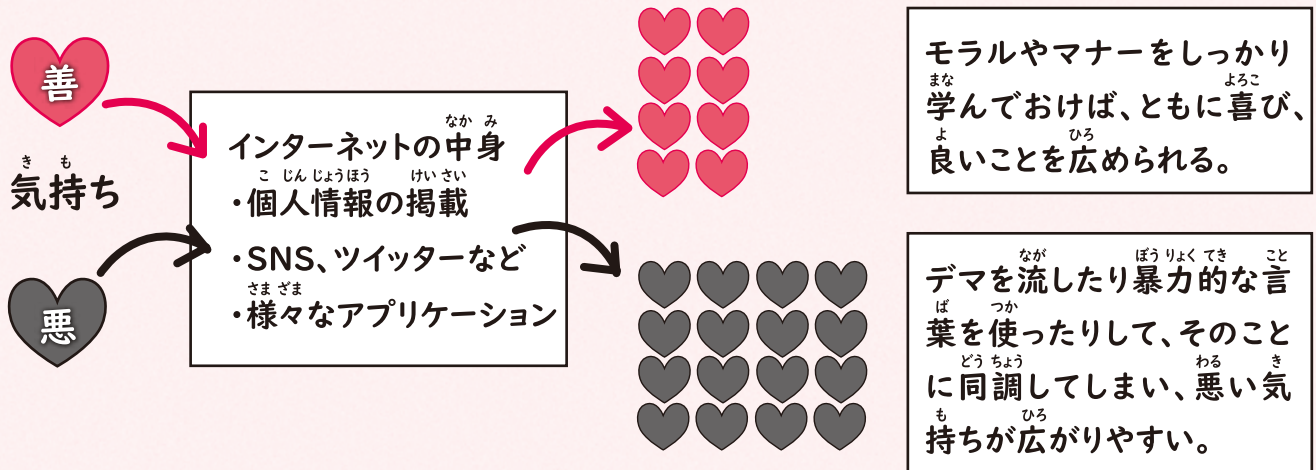 善
気持ち
きも
悪
インターネットの中身
なかみ
・個人情報の掲載
こじんじょうほう けいさい
・SNS、ツイッターなど
・様々なアプリケーション
さまざま
モラルやマナーをしっかり
学んでおけば、ともに喜び、
まな よろこ
良いことを広められる。
よ ひろ
デマを流したり暴力的な言
なが ぼうりょくてき こと
葉を使ったりして、そのこと
ば つか
に同調してしまい、悪い気
どうちょう わる き
持ちが広がりやすい。
も ひろ